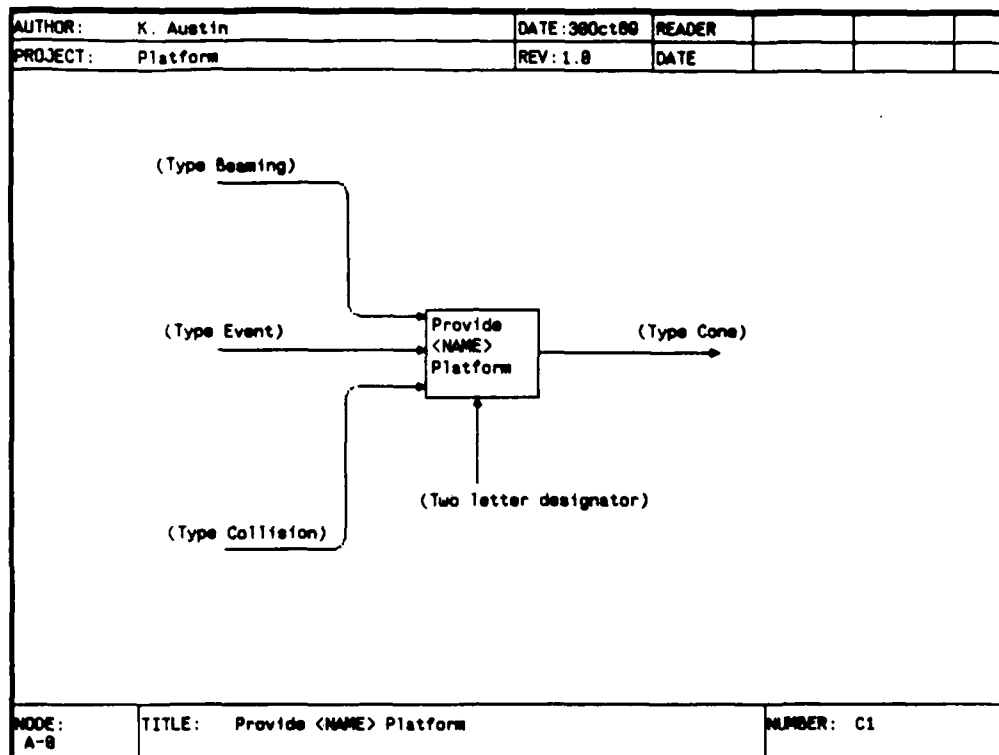 AUTHOR: K. Austin DATE:30Oct89 READER
PROJECT: Platform REV:1.0 DATE
(Type Beaming)
(Type Event)
Provide
<NAME>
Platform
(Type Cone)
(Two letter designator)
(Type Collision)
NODE: TITLE: Provide <NAME> Platform NUMBER: C1
A-0